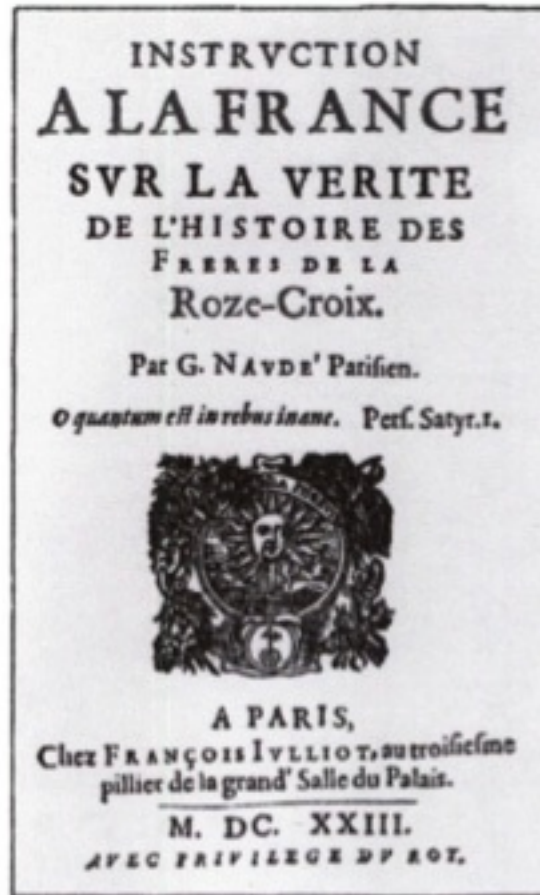 INSTRVCTION
A LA FRANCE
SVR LA VERITE
DE L'HISTOIRE DES
FRERES DE LA
Roze-Croix.
Par G. NAVDE' Pariſien.
O quantum eſt in rebus inane. Perſ. Satyr.1.
A PARIS,
Chez FRANÇOIS IVLLIOT, au troiſieſme
pillier de la grand' Salle du Palais.
M. DC. XXIII.
AVEC PRIVILEGE DV ROY.